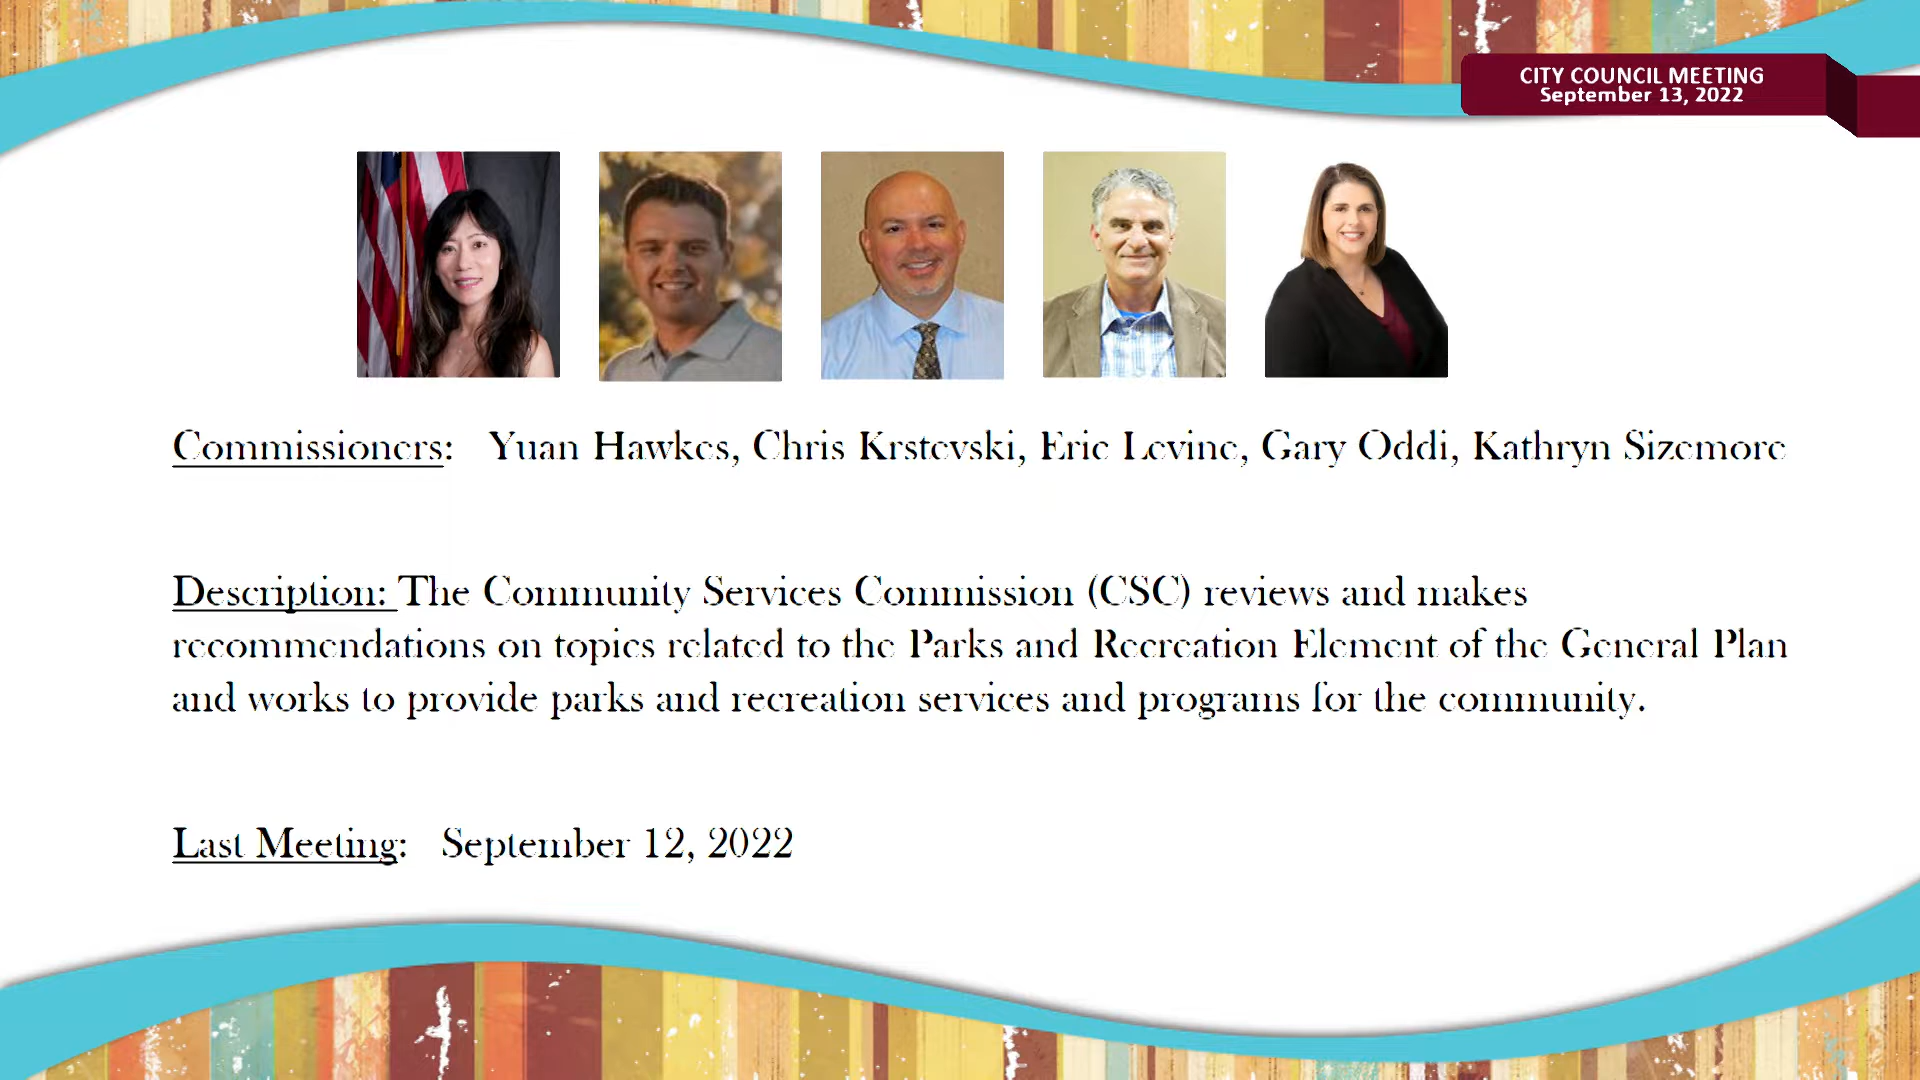 CITY COUNCIL MEETING
September 13, 2022
Commissioners: Yuan Hawkes, Chris Krstevski, Eric Levine, Gary Oddi, Kathryn Sizemore
Description: The Community Services Commission (CSC) reviews and makes
recommendations on topics related to the Parks and Recreation Element of the General Plan
and works to provide parks and recreation services and programs for the community.
Last Meeting: September 12, 2022